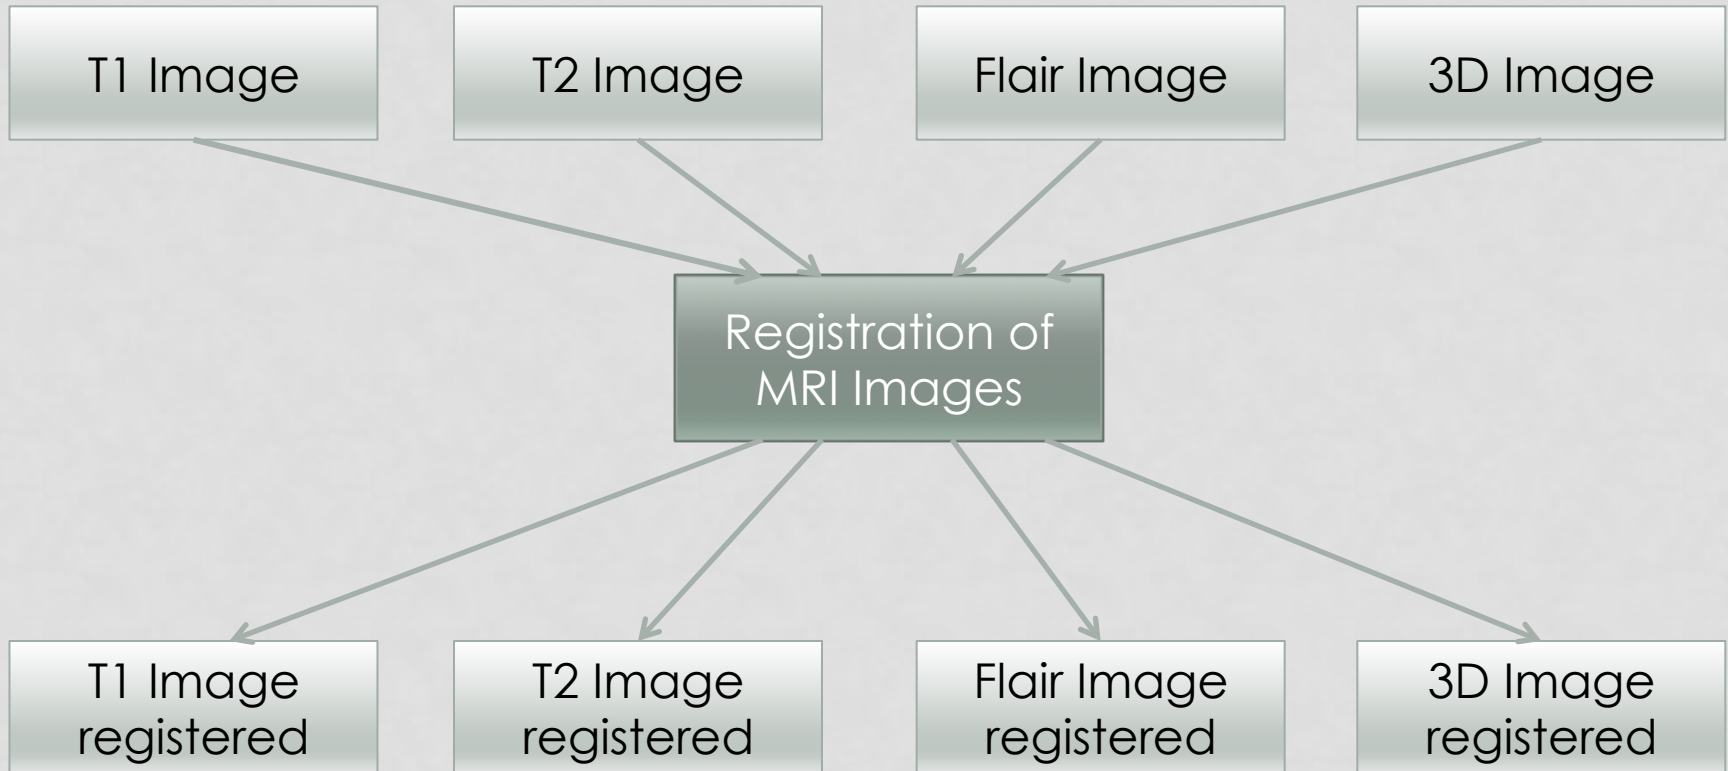 T1 Image
T2 Image
Flair Image
3D Image
Registration of
MRI Images
T1 Image
registered
T2 Image
registered
Flair Image
registered
3D Image
registered